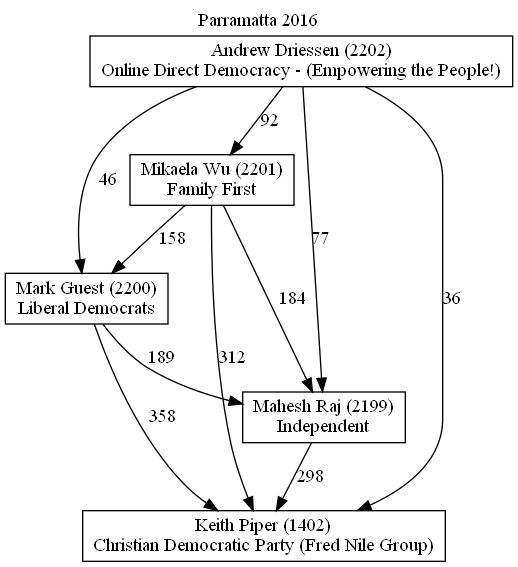 Parramatta 2016
Andrew Driessen (2202)
Online Direct Democracy - (Empowering the People!)
92
Mikaela Wu (2201)
Family First
46
158
77
Mark Guest (2200)
Liberal Democrats
184
36
189
312
Mahesh Raj (2199)
Independent
358
298
Keith Piper (1402)
Christian Democratic Party (Fred Nile Group)